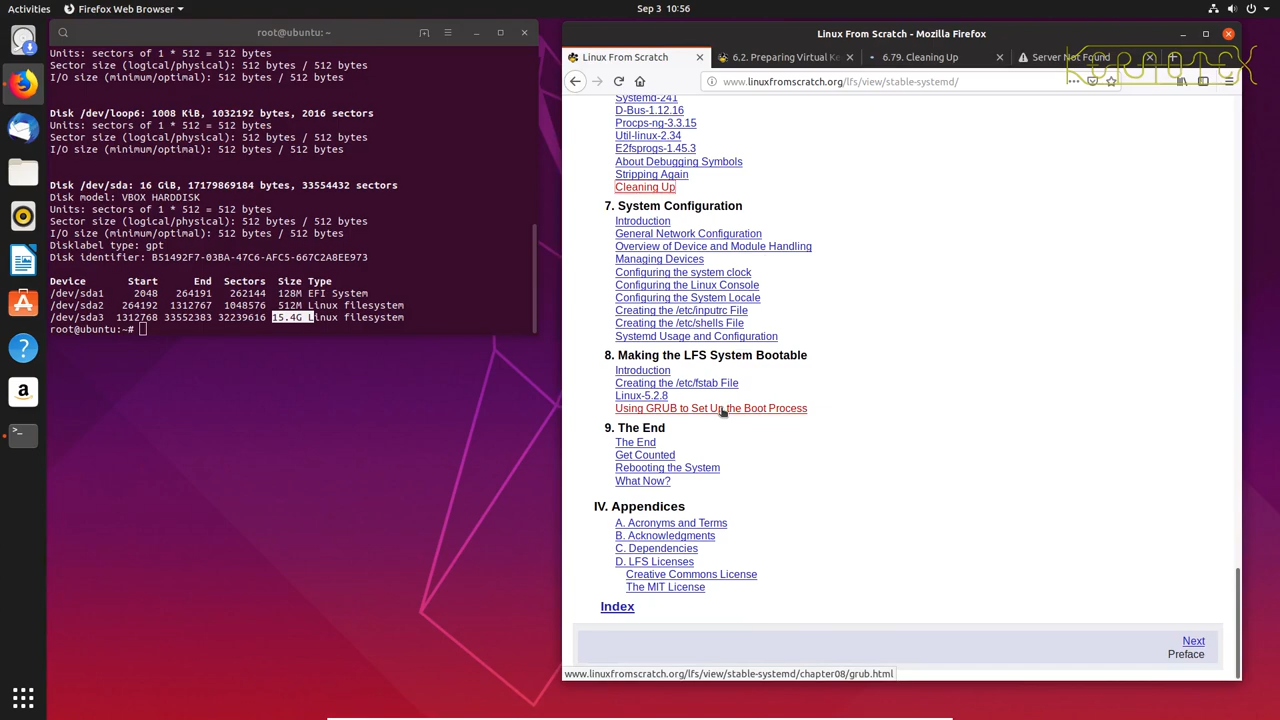 Activities
Firefox Web Browser
Sep 3 10:56
root@ubuntu: ~
Units: sectors of 1 * 512 = 512 bytes
Sector size (logical/physical): 512 bytes / 512 bytes
I/O size (minimum/optimal): 512 bytes / 512 bytes
Disk /dev/loop6: 1008 KiB, 1032192 bytes, 2016 sectors
Units: sectors of 1 * 512 = 512 bytes
Sector size (logical/physical): 512 bytes / 512 bytes
I/O size (minimum/optimal): 512 bytes / 512 bytes
Disk /dev/sda: 16 GiB, 17179869184 bytes, 33554432 sectors
Disk model: VBOX HARDDISK
Units: sectors of 1 * 512 = 512 bytes
Sector size (logical/physical): 512 bytes / 512 bytes
I/O size (minimum/optimal): 512 bytes / 512 bytes
Disklabel type: gpt
Disk identifier: B51492F7-03BA-47C6-AFC5-667C2A8EE973
Device Start End Sectors Size Type
/dev/sda1 2048 264191 262144 128M EFI System
/dev/sda2 264192 1312767 1048576 512M Linux filesystem
/dev/sda3 1312768 33552383 32239616 15.4G Linux filesystem
root@ubuntu:~#
Linux From Scratch - Mozilla Firefox
Linux From Scratch
6.2. Preparing Virtual Ke
6.79. Cleaning Up
Server Not Found
www.linuxfromscratch.org/lfs/view/stable-systemd/
Systemd-241
D-Bus-1.12.16
Procps-ng-3.3.15
Util-linux-2.34
E2fsprogs-1.45.3
About Debugging Symbols
Stripping Again
Cleaning Up
7. System Configuration
Introduction
General Network Configuration
Overview of Device and Module Handling
Managing Devices
Configuring the system clock
Configuring the Linux Console
Configuring the System Locale
Creating the /etc/inputrc File
Creating the /etc/shells File
Systemd Usage and Configuration
8. Making the LFS System Bootable
Introduction
Creating the /etc/fstab File
Linux-5.2.8
Using GRUB to Set Up the Boot Process
9. The End
The End
Get Counted
Rebooting the System
What Now?
IV. Appendices
A. Acronyms and Terms
B. Acknowledgments
C. Dependencies
D. LFS Licenses
Creative Commons License
The MIT License
Index
Next
Preface
www.linuxfromscratch.org/lfs/view/stable-systemd/chapter08/grub.html